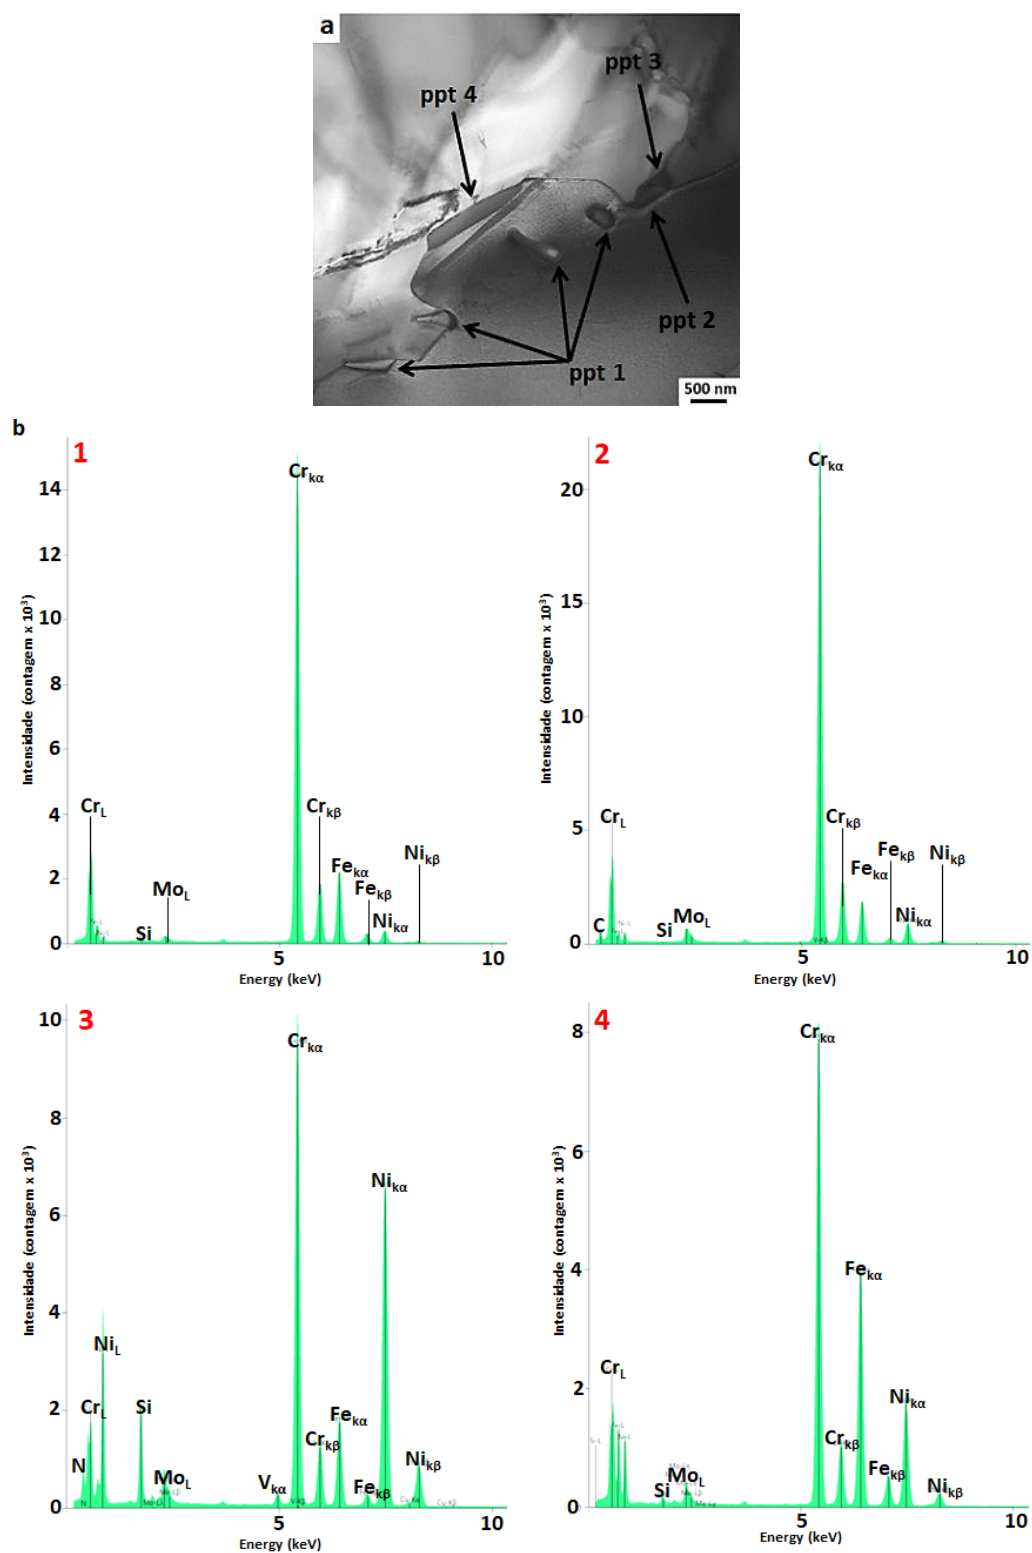 a
ppt 3
ppt 4
ppt 2
ppt 1
500 nm
b
1
Intensidade (contagem x 10³)
14
12
10
8
6
4
2
0
Cr_kα
Cr_L
Cr_kβ
Ni_kβ
Mo_L
Fe_kα
Fe_kβ
Si
Ni_kα
5
10
Energy (keV)
2
Intensidade (contagem x 10³)
20
15
10
5
0
Cr_kα
Cr_L
Cr_kβ
Fe_kβ
Ni_kβ
Fe_kα
C
Si
Mo_L
Ni_kα
V-Kβ
5
10
Energy (keV)
3
Intensidade (contagem x 10³)
10
8
6
4
2
0
Cr_kα
Ni_kα
Ni_L
Cr_L
Si
Fe_kα
Cr_kβ
N
Mo_L
V_kα
Fe_kβ
Ni_kβ
N
Mo-Lβ
V-Kβ
5
10
Energy (keV)
4
Intensidade (contagem x 10³)
8
6
4
2
0
Cr_kα
Fe_kα
Cr_L
Ni_kα
Cr_kβ
Si
Mo_L
Fe_kβ
Ni_kβ
5
10
Energy (keV)